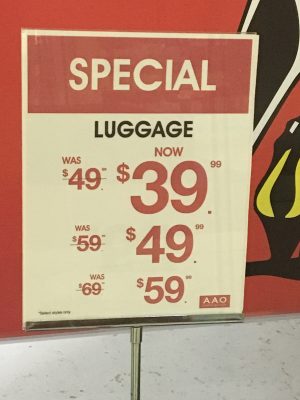 SPECIAL
LUGGAGE
WAS NOW
$49.99 $39.99
WAS
$59.99 $49.99
WAS
$69.99 $59.99
*Select styles only.
AAO